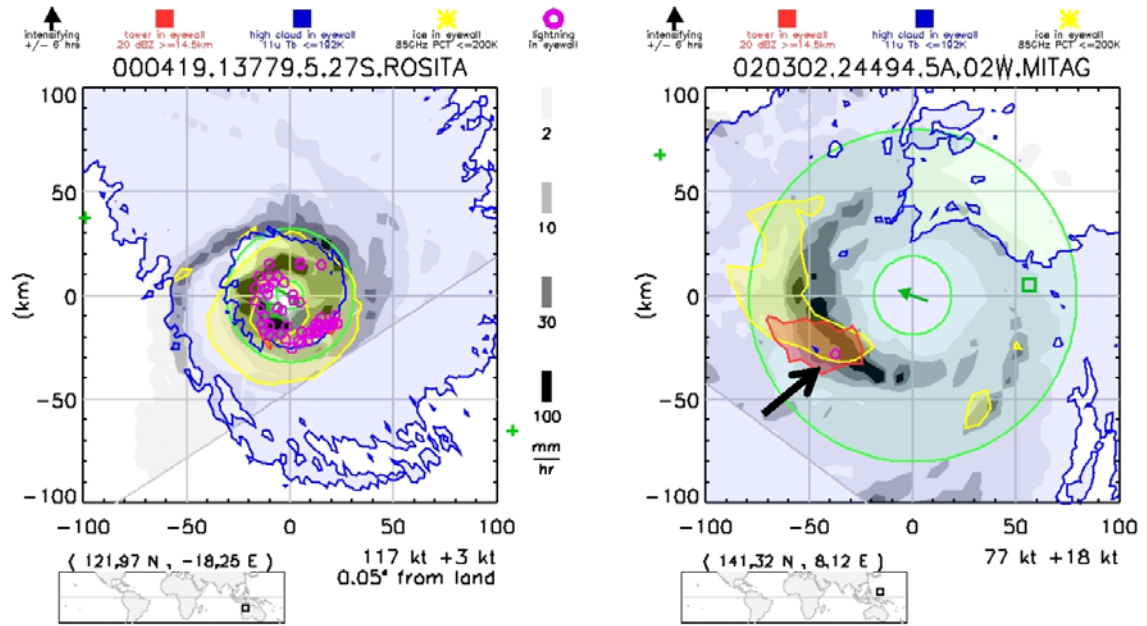 intensifying
+/- 6 hrs
tower in eyewall
20 dBZ >=14.5km
high cloud in eyewall
11u Tb <=192K
ice in eyewall
85GHz PCT <=200K
lightning
in eyewall
intensifying
+/- 6 hrs
tower in eyewall
20 dBZ >=14.5km
high cloud in eyewall
11u Tb <=192K
ice in eyewall
85GHz PCT <=200K
000419.13779.5.27S.ROSITA
020302.24494.5A.02W.MITAG
100
50
0
-50
-100
(km)
-100 -50 0 50 100
2
10
30
100
mm
hr
100
50
0
-50
-100
(km)
-100 -50 0 50 100
( 121.97 N , -18.25 E )
117 kt +3 kt
0.05° from land
( 141.32 N , 8.12 E )
77 kt +18 kt